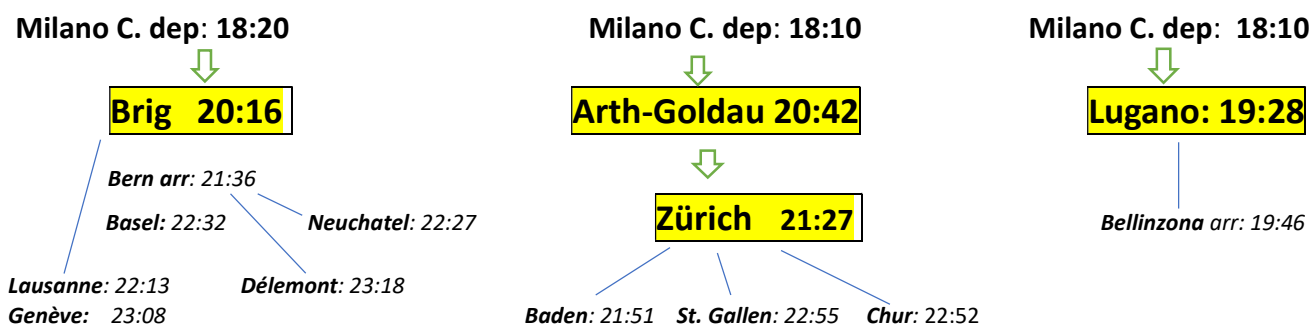 Milano C. dep: 18:20
Milano C. dep: 18:10
Milano C. dep: 18:10
Brig 20:16
Arth-Goldau 20:42
Lugano: 19:28
Bern arr: 21:36
Basel: 22:32
Neuchatel: 22:27
Zürich 21:27
Bellinzona arr: 19:46
Lausanne: 22:13
Délemont: 23:18
Genève: 23:08
Baden: 21:51
St. Gallen: 22:55
Chur: 22:52